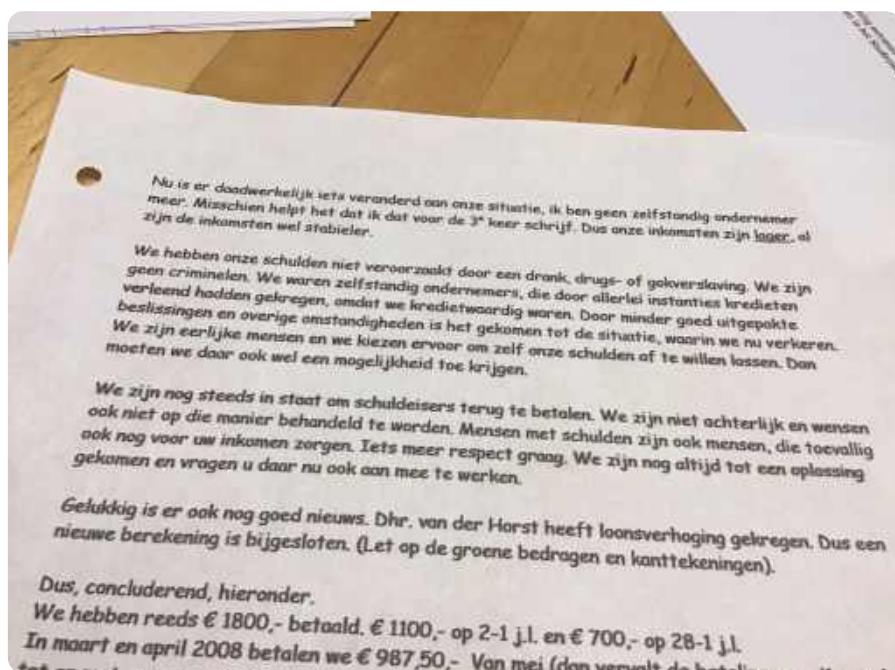 Nu is er daadwerkelijk iets veranderd aan onze situatie, ik ben geen zelfstandig ondernemer
meer. Misschien helpt het dat ik dat voor de 3e keer schrijf. Dus onze inkomsten zijn lager, al
zijn de inkomsten wel stabieler.
We hebben onze schulden niet veroorzaakt door een drank, drugs- of gokverslaving. We zijn
geen criminelen. We waren zelfstandig ondernemers, die door allerlei instanties kredieten
verleend hadden gekregen, omdat we kredietwaardig waren. Door minder goed uitgepakte
beslissingen en overige omstandigheden is het gekomen tot de situatie, waarin we nu verkeren.
We zijn eerlijke mensen en we kiezen ervoor om zelf onze schulden af te willen lossen. Dan
moeten we daar ook wel een mogelijkheid toe krijgen.
We zijn nog steeds in staat om schuldeisers terug te betalen. We zijn niet achterlijk en wensen
ook niet op die manier behandeld te worden. Mensen met schulden zijn ook mensen, die toevallig
ook nog voor uw inkomen zorgen. Iets meer respect graag. We zijn nog altijd tot een oplossing
gekomen en vragen u daar nu ook aan mee te werken.
Gelukkig is er ook nog goed nieuws. Dhr. van der Horst heeft loonsverhoging gekregen. Dus een
nieuwe berekening is bijgesloten. (Let op de groene bedragen en kanttekeningen).
Dus, concluderend, hieronder.
We hebben reeds € 1800,- betaald. € 1100,- op 2-1 j.l. en € 700,- op 28-1 j.l.
In maart en april 2008 betalen we € 987,50,- Van mei (dan vervalt de